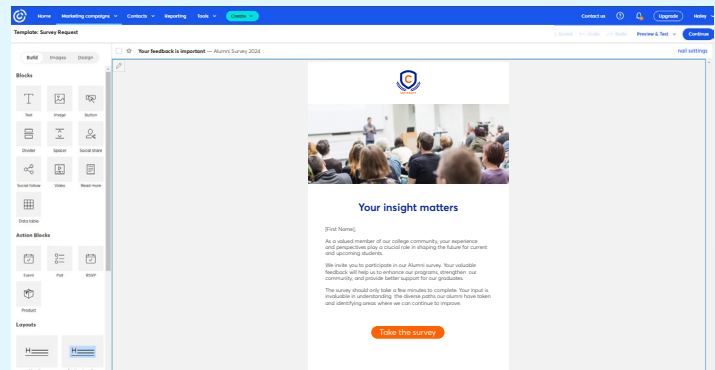 Home Marketing campaigns Contacts Reporting Tools Create Contact us Upgrade Haley
Template: Survey Request
Saved Undo Redo Preview & Test Continue
Your feedback is important — Alumni Survey 2024
settings
Build Images Design
Blocks
Text Image Button
Divider Spacer Social share
Social follow Video Read more
Data table
Action Blocks
Event Poll RSVP
Product
Layouts
C
Your insight matters
[First Name],
As a valued member of our college community, your experience
and perspectives play a crucial role in shaping the future for current
and upcoming students.
We invite you to participate in our Alumni survey. Your valuable
feedback will help us to enhance our programs, strengthen our
community, and provide better support for our graduates.
The survey should only take a few minutes to complete. Your input is
invaluable in understanding the diverse paths our alumni have taken
and identifying areas where we can continue to improve.
Take the survey